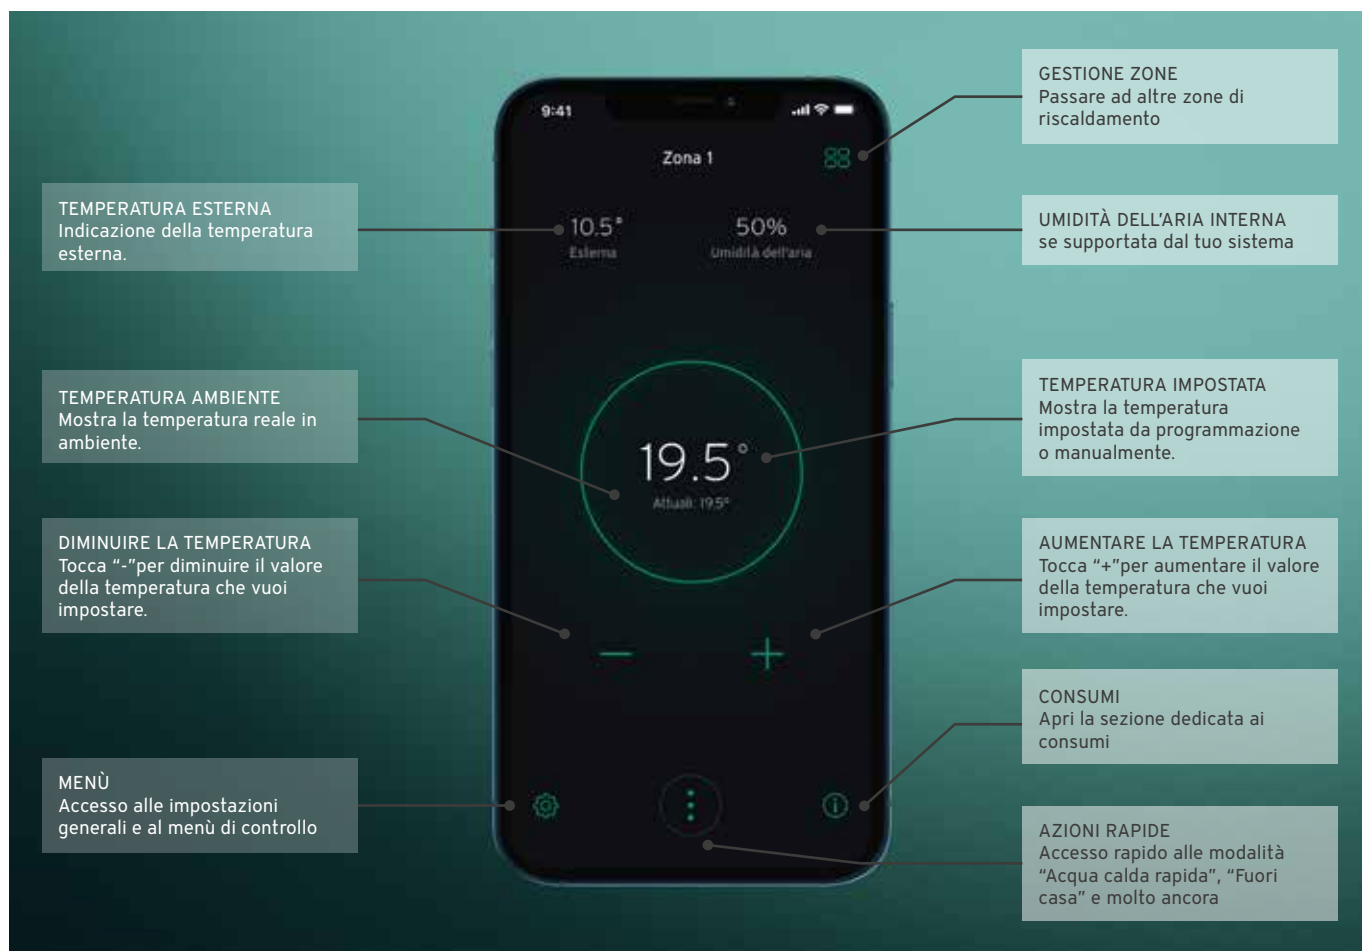 TEMPERATURA ESTERNA
Indicazione della temperatura
esterna.
TEMPERATURA AMBIENTE
Mostra la temperatura reale in
ambiente.
DIMINUIRE LA TEMPERATURA
Tocca “-”per diminuire il valore
della temperatura che vuoi
impostare.
MENÙ
Accesso alle impostazioni
generali e al menù di controllo
9:41
Zona 1
10.5°
Esterna
50%
Umidità dell'aria
19.5°
Attuali: 19.5°
GESTIONE ZONE
Passare ad altre zone di
riscaldamento
UMIDITÀ DELL’ARIA INTERNA
se supportata dal tuo sistema
TEMPERATURA IMPOSTATA
Mostra la temperatura
impostata da programmazione
o manualmente.
AUMENTARE LA TEMPERATURA
Tocca “+”per aumentare il valore
della temperatura che vuoi
impostare.
CONSUMI
Apri la sezione dedicata ai
consumi
AZIONI RAPIDE
Accesso rapido alle modalità
“Acqua calda rapida”, “Fuori
casa” e molto ancora